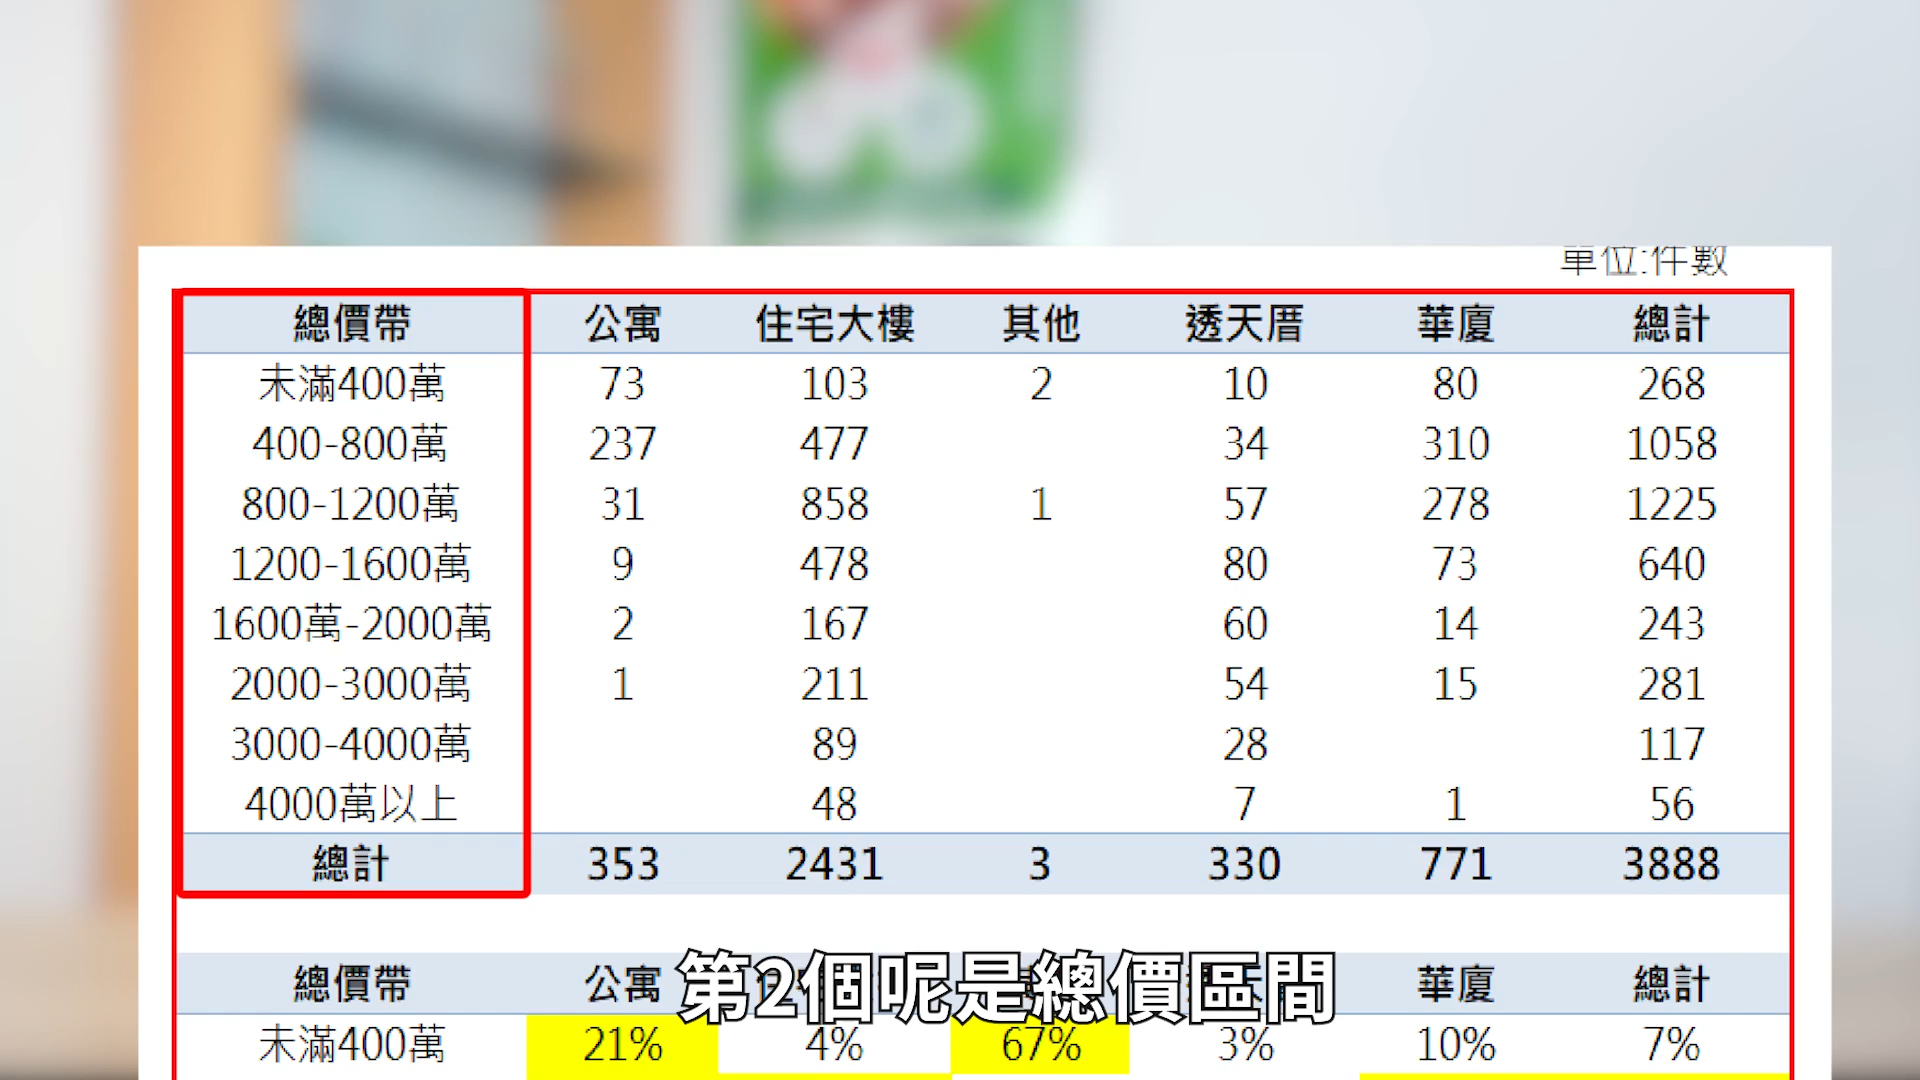 單位:件數
總價帶 公寓 住宅大樓 其他 透天厝 華廈 總計
未滿400萬 73 103 2 10 80 268
400-800萬 237 477 34 310 1058
800-1200萬 31 858 1 57 278 1225
1200-1600萬 9 478 80 73 640
1600萬-2000萬 2 167 60 14 243
2000-3000萬 1 211 54 15 281
3000-4000萬 89 28 117
4000萬以上 48 7 1 56
總計 353 2431 3 330 771 3888
總價帶 公寓 華廈 總計
第2個呢是總價區間
未滿400萬 21% 4% 67% 3% 10% 7%